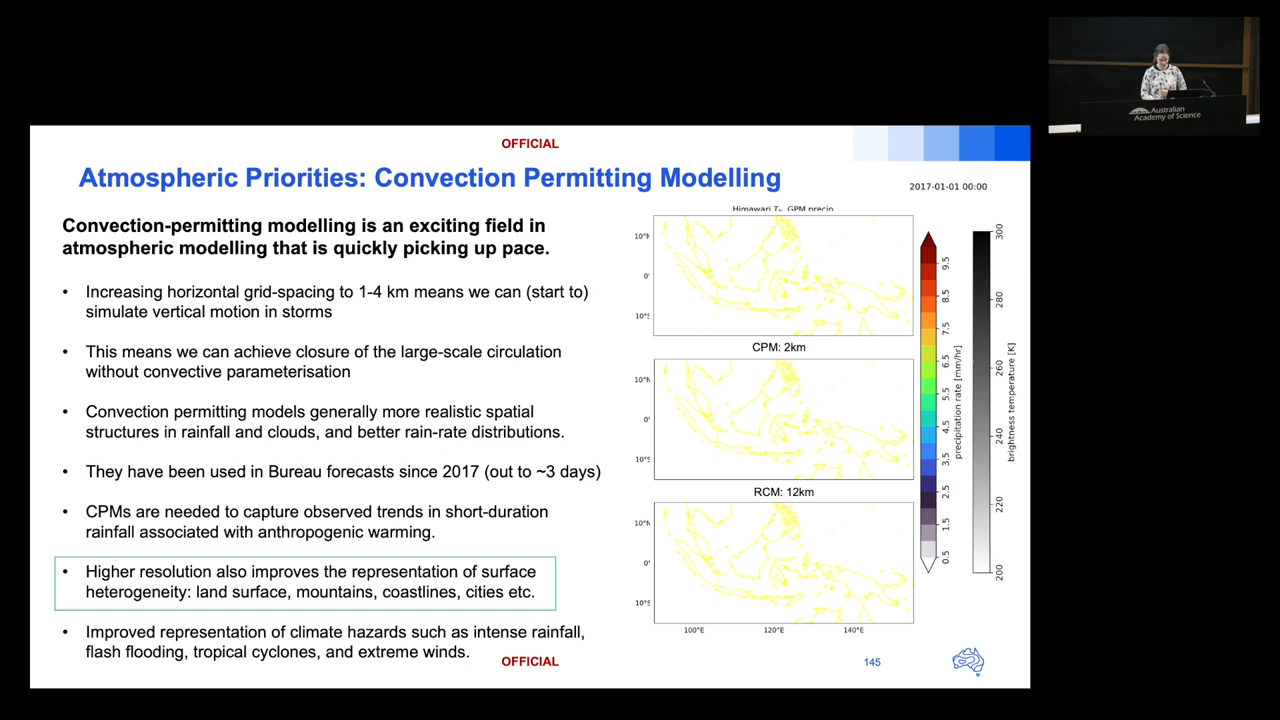 Australian
Academy of Science
OFFICIAL
Atmospheric Priorities: Convection Permitting Modelling
2017-01-01 00:00
Convection-permitting modelling is an exciting field in
atmospheric modelling that is quickly picking up pace.
• Increasing horizontal grid-spacing to 1-4 km means we can (start to)
simulate vertical motion in storms
• This means we can achieve closure of the large-scale circulation
without convective parameterisation
• Convection permitting models generally more realistic spatial
structures in rainfall and clouds, and better rain-rate distributions.
• They have been used in Bureau forecasts since 2017 (out to ~3 days)
• CPMs are needed to capture observed trends in short-duration
rainfall associated with anthropogenic warming.
• Higher resolution also improves the representation of surface
heterogeneity: land surface, mountains, coastlines, cities etc.
• Improved representation of climate hazards such as intense rainfall,
flash flooding, tropical cyclones, and extreme winds.
Himawari Tb, GPM precip
10°N
0°
10°S
CPM: 2km
10°N
0°
10°S
RCM: 12km
10°N
0°
10°S
100°E 120°E 140°E
9.5
8.5
7.5
6.5
5.5
4.5
3.5
2.5
1.5
0.5
precipitation rate [mm/hr]
300
280
260
240
220
200
brightness temperature [K]
OFFICIAL
145